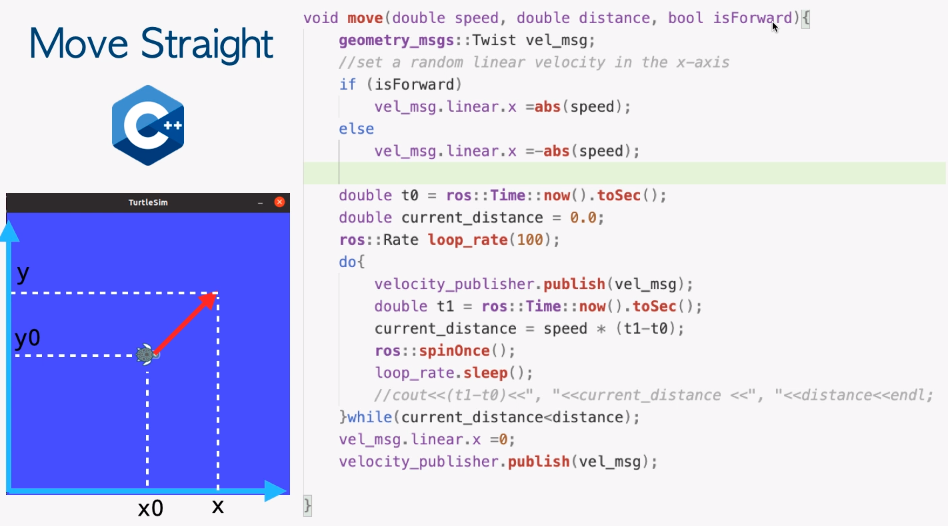 Move Straight
C++
TurtleSim
y
y0
x0
x
void move(double speed, double distance, bool isForward){
    geometry_msgs::Twist vel_msg;
    //set a random linear velocity in the x-axis
    if (isForward)
        vel_msg.linear.x =abs(speed);
    else
        vel_msg.linear.x =-abs(speed);
    double t0 = ros::Time::now().toSec();
    double current_distance = 0.0;
    ros::Rate loop_rate(100);
    do{
        velocity_publisher.publish(vel_msg);
        double t1 = ros::Time::now().toSec();
        current_distance = speed * (t1-t0);
        ros::spinOnce();
        loop_rate.sleep();
        //cout<<(t1-t0)<<", "<<current_distance <<", "<<distance<<endl;
    }while(current_distance<distance);
    vel_msg.linear.x =0;
    velocity_publisher.publish(vel_msg);
}